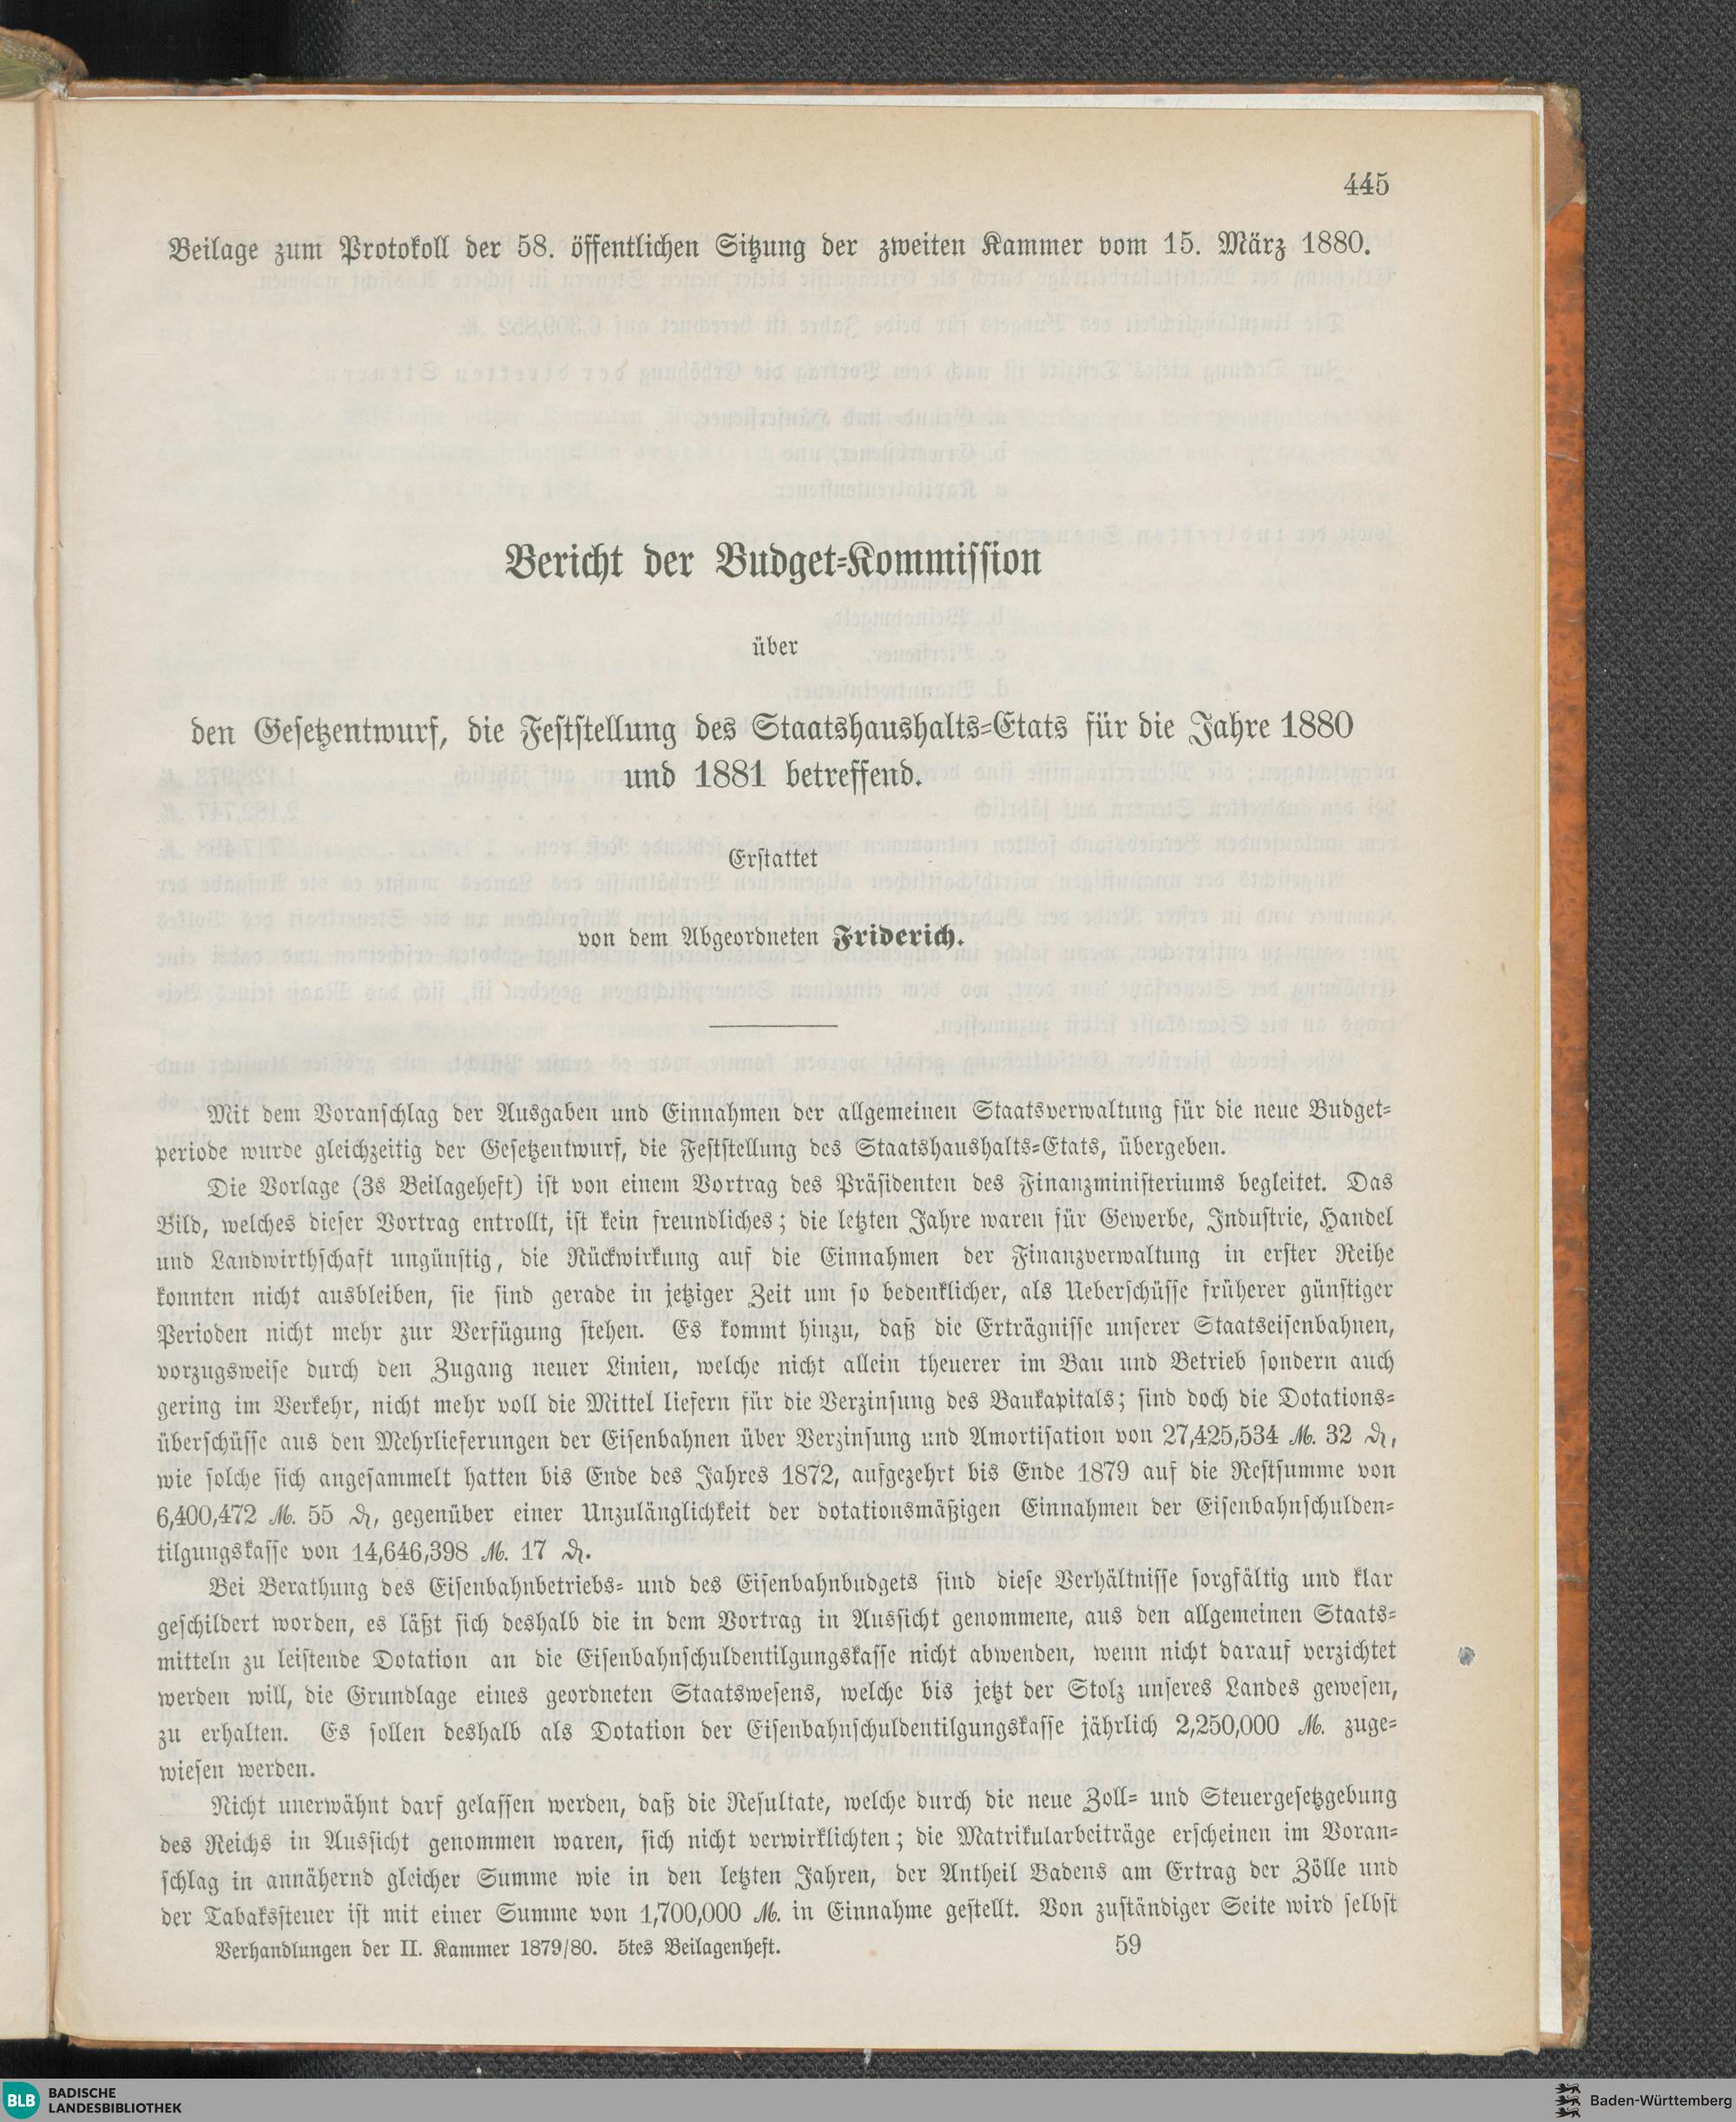 445
Beilage zum Protokoll der 58. öffentlichen Sitzung der zweiten Kammer vom 15. März 1880.
Bericht der Budget-Kommission
über
den Gesetzentwurf, die Feststellung des Staatshaushalts-Etats für die Jahre 1880
und 1881 betreffend.
Erstattet
von dem Abgeordneten Friderich.
Mit dem Voranschlag der Ausgaben und Einnahmen der allgemeinen Staatsverwaltung für die neue Budget-
periode wurde gleichzeitig der Gesetzentwurf, die Feststellung des Staatshaushalts-Etats, übergeben.
Die Vorlage (3s Beilageheft) ist von einem Vortrag des Präsidenten des Finanzministeriums begleitet. Das
Bild, welches dieser Vortrag entrollt, ist kein freundliches; die letzten Jahre waren für Gewerbe, Industrie, Handel
und Landwirthschaft ungünstig, die Rückwirkung auf die Einnahmen der Finanzverwaltung in erster Reihe
konnten nicht ausbleiben, sie sind gerade in jetziger Zeit um so bedenklicher, als Ueberschüsse früherer günstiger
Perioden nicht mehr zur Verfügung stehen. Es kommt hinzu, daß die Erträgnisse unserer Staatseisenbahnen,
vorzugsweise durch den Zugang neuer Linien, welche nicht allein theuerer im Bau und Betrieb sondern auch
gering im Verkehr, nicht mehr voll die Mittel liefern für die Verzinsung des Baukapitals; sind doch die Dotations-
überschüsse aus den Mehrlieferungen der Eisenbahnen über Verzinsung und Amortisation von 27,425,534 ℳ. 32 ₰,
wie solche sich angesammelt hatten bis Ende des Jahres 1872, aufgezehrt bis Ende 1879 auf die Restsumme von
6,400,472 ℳ. 55 ₰, gegenüber einer Unzulänglichkeit der dotationsmäßigen Einnahmen der Eisenbahnschulden-
tilgungskasse von 14,646,398 ℳ. 17 ₰.
Bei Berathung des Eisenbahnbetriebs- und des Eisenbahnbudgets sind diese Verhältnisse sorgfältig und klar
geschildert worden, es läßt sich deshalb die in dem Vortrag in Aussicht genommene, aus den allgemeinen Staats-
mitteln zu leistende Dotation an die Eisenbahnschuldentilgungskasse nicht abwenden, wenn nicht darauf verzichtet
werden will, die Grundlage eines geordneten Staatswesens, welche bis jetzt der Stolz unseres Landes gewesen,
zu erhalten. Es sollen deshalb als Dotation der Eisenbahnschuldentilgungskasse jährlich 2,250,000 ℳ. zuge-
wiesen werden.
Nicht unerwähnt darf gelassen werden, daß die Resultate, welche durch die neue Zoll- und Steuergesetzgebung
des Reichs in Aussicht genommen waren, sich nicht verwirklichten; die Matrikularbeiträge erscheinen im Voran-
schlag in annähernd gleicher Summe wie in den letzten Jahren, der Antheil Badens am Ertrag der Zölle und
der Tabakssteuer ist mit einer Summe von 1,700,000 ℳ. in Einnahme gestellt. Von zuständiger Seite wird selbst
Verhandlungen der II. Kammer 1879/80. 5tes Beilagenheft. 59
BLB BADISCHE
LANDESBIBLIOTHEK
Baden-Württemberg